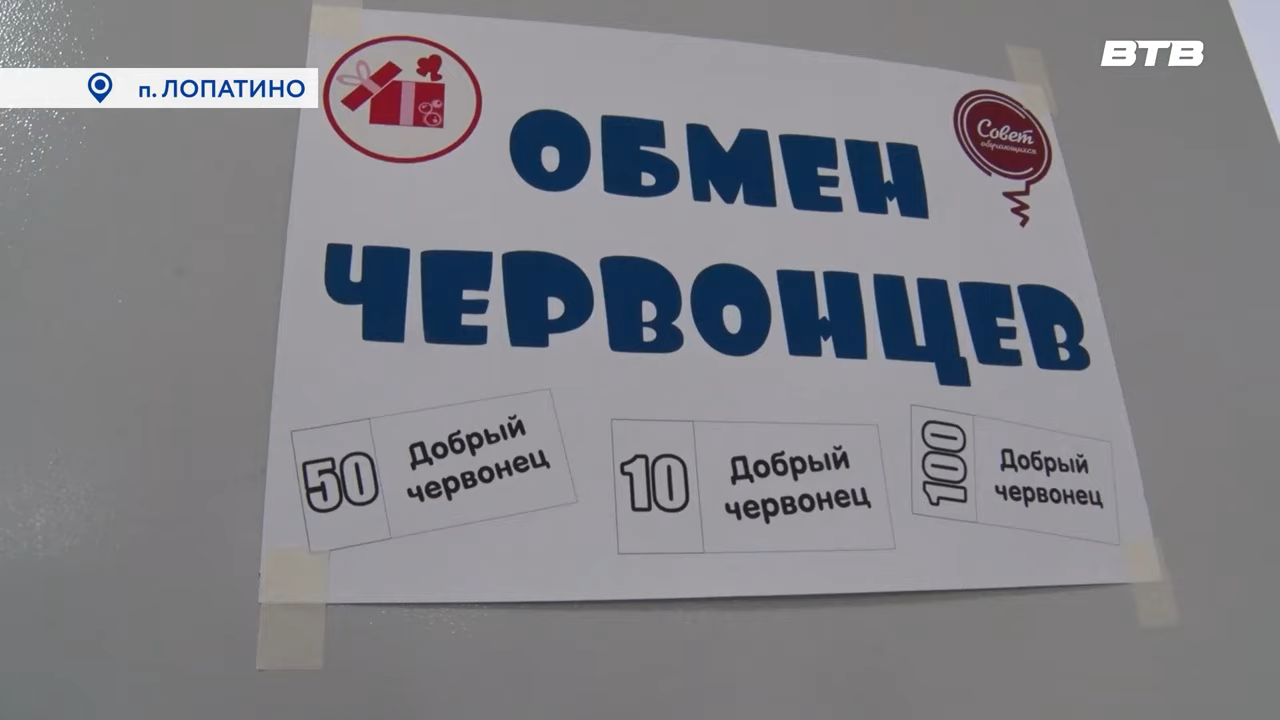 п. ЛОПАТИНО
ВТВ
Совет
обучающихся
ОБМЕН
ЧЕРВОНЦЕВ
50
Добрый
червонец
10
Добрый
червонец
100
Добрый
червонец